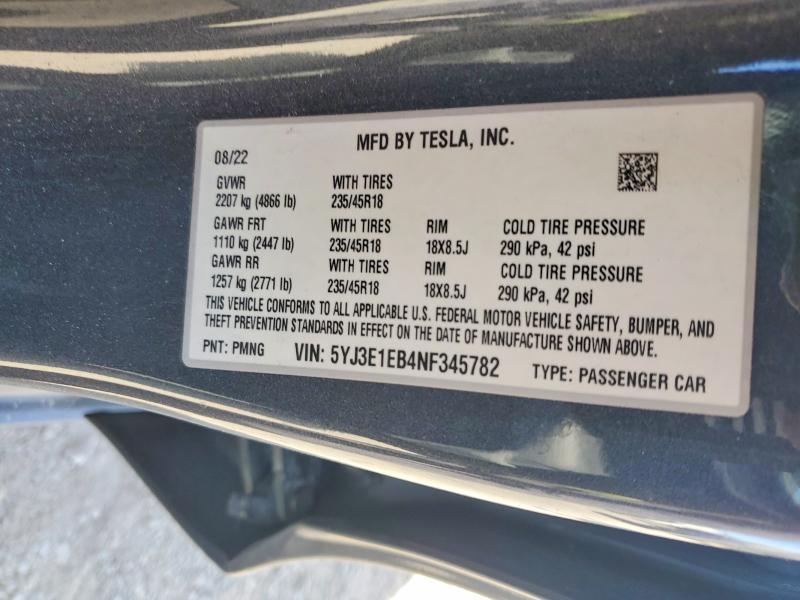 MFD BY TESLA, INC.
08/22
GVWR WITH TIRES
2207 kg (4866 lb) 235/45R18
GAWR FRT WITH TIRES RIM COLD TIRE PRESSURE
1110 kg (2447 lb) 235/45R18 18X8.5J 290 kPa, 42 psi
GAWR RR WITH TIRES RIM COLD TIRE PRESSURE
1257 kg (2771 lb) 235/45R18 18X8.5J 290 kPa, 42 psi
THIS VEHICLE CONFORMS TO ALL APPLICABLE U.S. FEDERAL MOTOR VEHICLE SAFETY, BUMPER, AND
THEFT PREVENTION STANDARDS IN EFFECT ON THE DATE OF MANUFACTURE SHOWN ABOVE.
PNT: PMNG VIN: 5YJ3E1EB4NF345782 TYPE: PASSENGER CAR